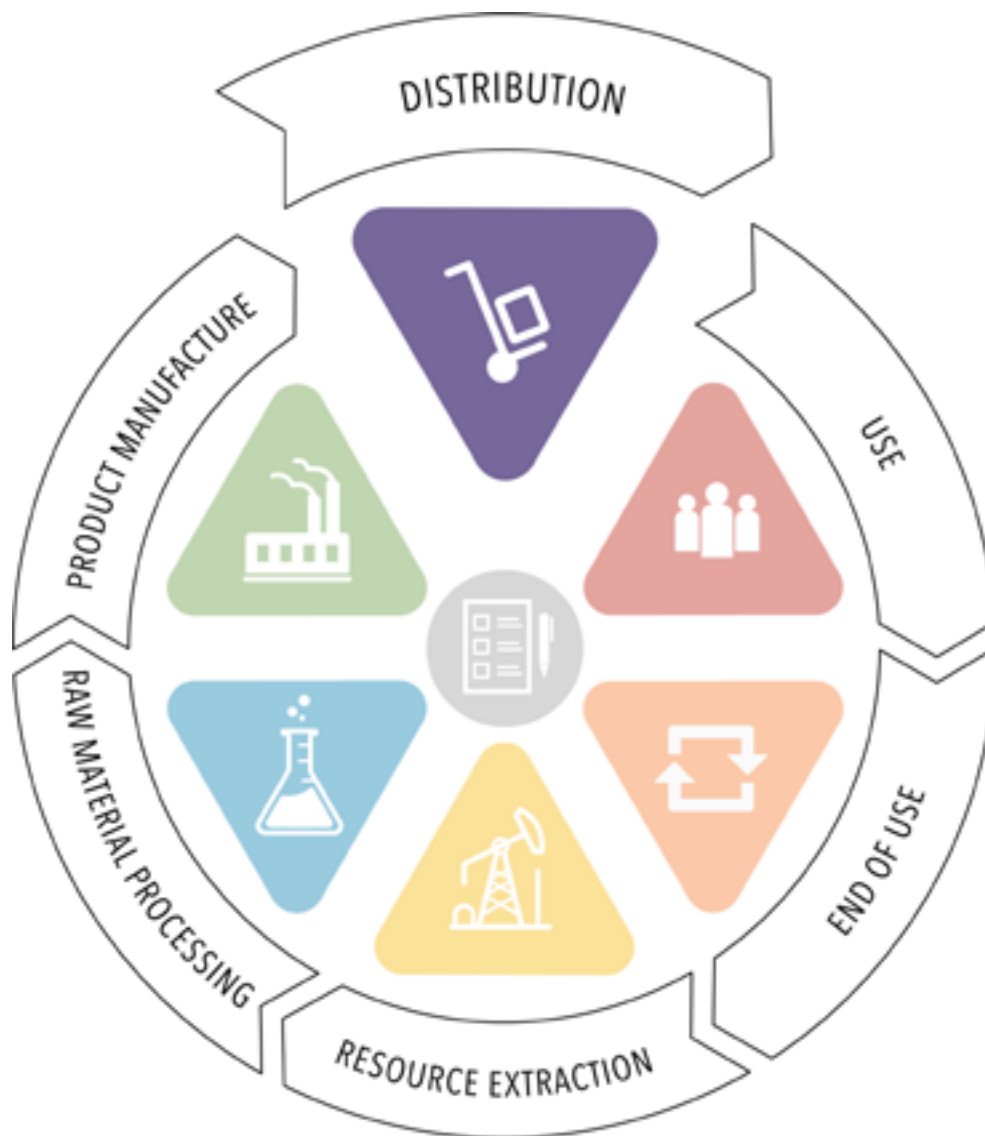 DISTRIBUTION
USE
END OF USE
RESOURCE EXTRACTION
RAW MATERIAL PROCESSING
PRODUCT MANUFACTURE